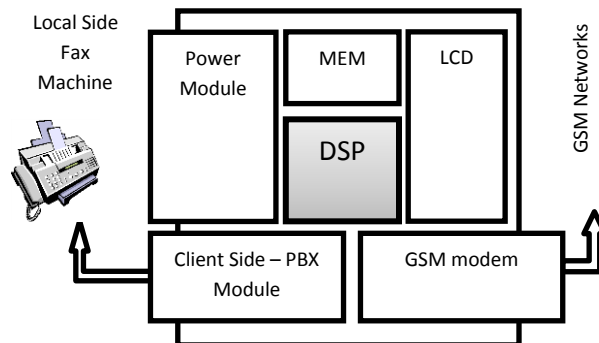 Local Side
Fax
Machine
Power
Module
MEM
LCD
DSP
GSM Networks
Client Side – PBX
Module
GSM modem